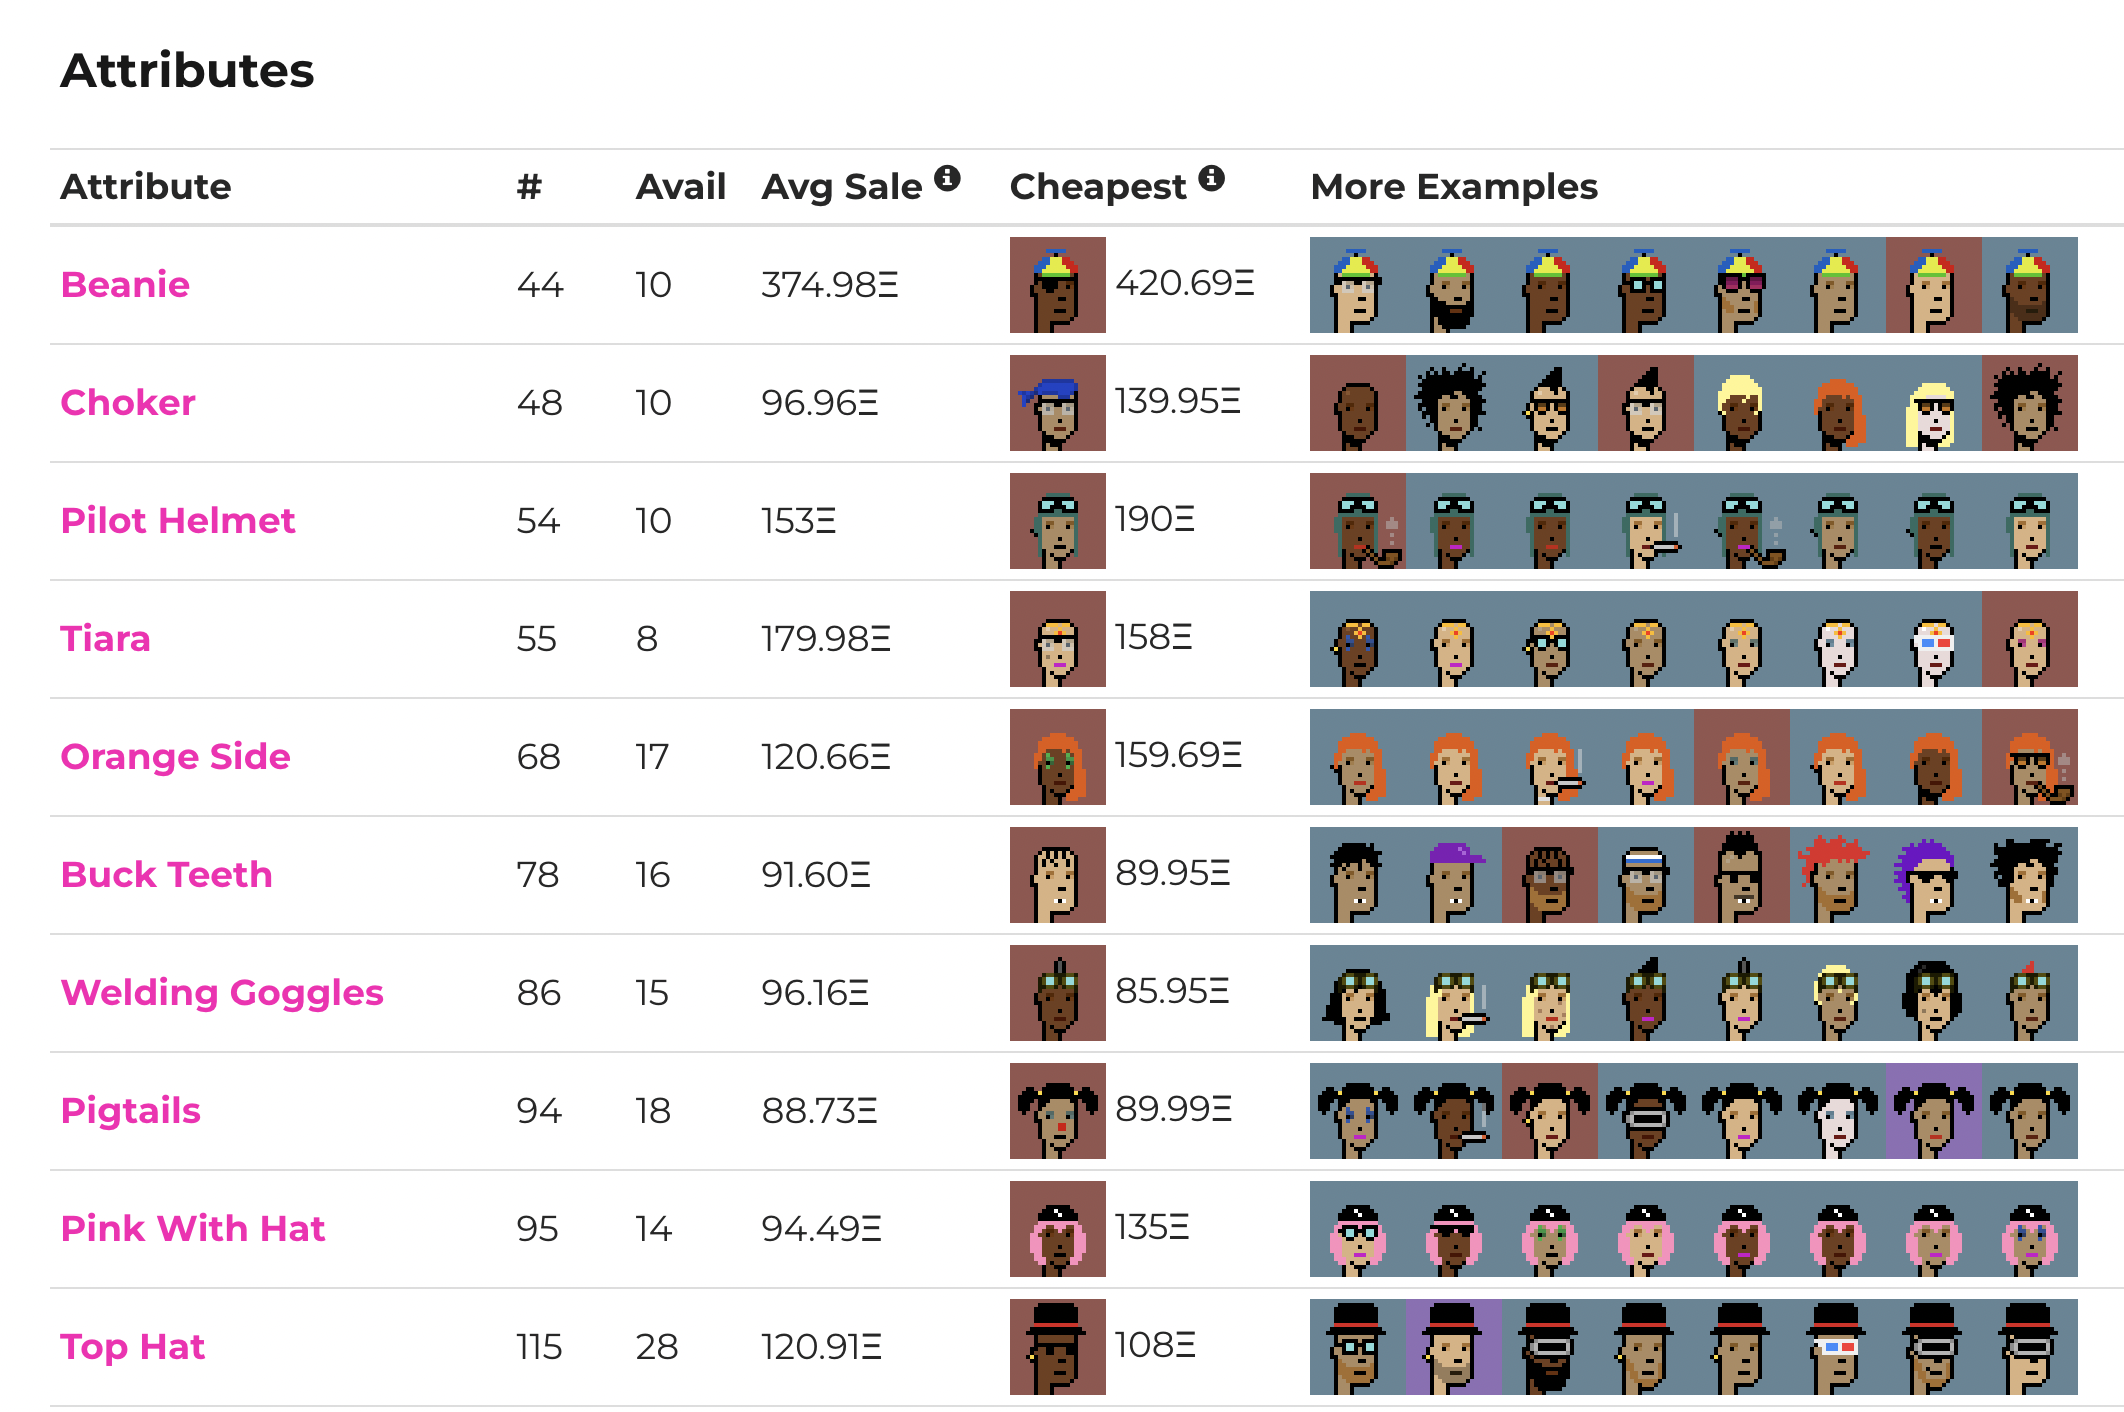 Attributes
Attribute # Avail Avg Sale Cheapest More Examples
Beanie 44 10 374.98Ξ 420.69Ξ
Choker 48 10 96.96Ξ 139.95Ξ
Pilot Helmet 54 10 153Ξ 190Ξ
Tiara 55 8 179.98Ξ 158Ξ
Orange Side 68 17 120.66Ξ 159.69Ξ
Buck Teeth 78 16 91.60Ξ 89.95Ξ
Welding Goggles 86 15 96.16Ξ 85.95Ξ
Pigtails 94 18 88.73Ξ 89.99Ξ
Pink With Hat 95 14 94.49Ξ 135Ξ
Top Hat 115 28 120.91Ξ 108Ξ